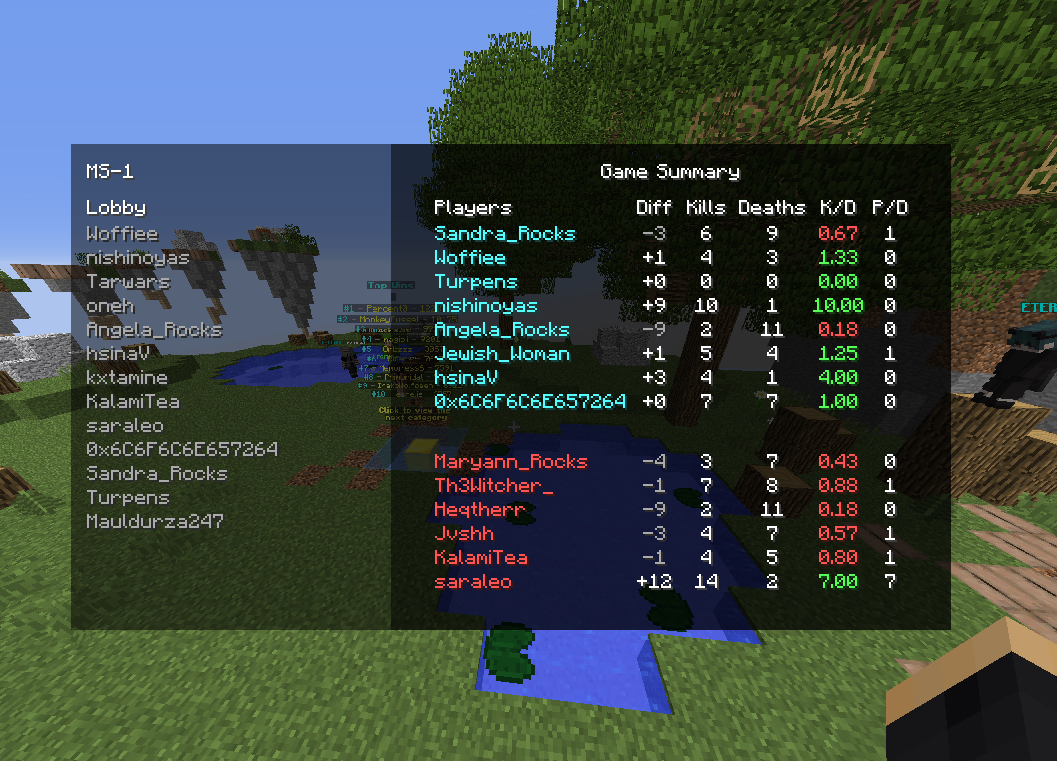 MS-1
Lobby
Woffiee
nishinoyas
Tarwars
oneh
Angela_Rocks
hsinaV
kxtamine
KalamiTea
saraleo
0x6C6F6C6E657264
Sandra_Rocks
Turpens
Mauldurza247
Game Summary
Players Diff Kills Deaths K/D P/D
Sandra_Rocks -3 6 9 0.67 1
Woffiee +1 4 3 1.33 0
Turpens +0 0 0 0.00 0
nishinoyas +9 10 1 10.00 0
Angela_Rocks -9 2 11 0.18 0
Jewish_Woman +1 5 4 1.25 1
hsinaV +3 4 1 4.00 0
0x6C6F6C6E657264 +0 7 7 1.00 0
Maryann_Rocks -4 3 7 0.43 0
Th3Witcher_ -1 7 8 0.88 1
Heqtherr -9 2 11 0.18 0
Jvshh -3 4 7 0.57 1
KalamiTea -1 4 5 0.80 1
saraleo +12 14 2 7.00 7
Top Wins
Click to view the
next category
ETER